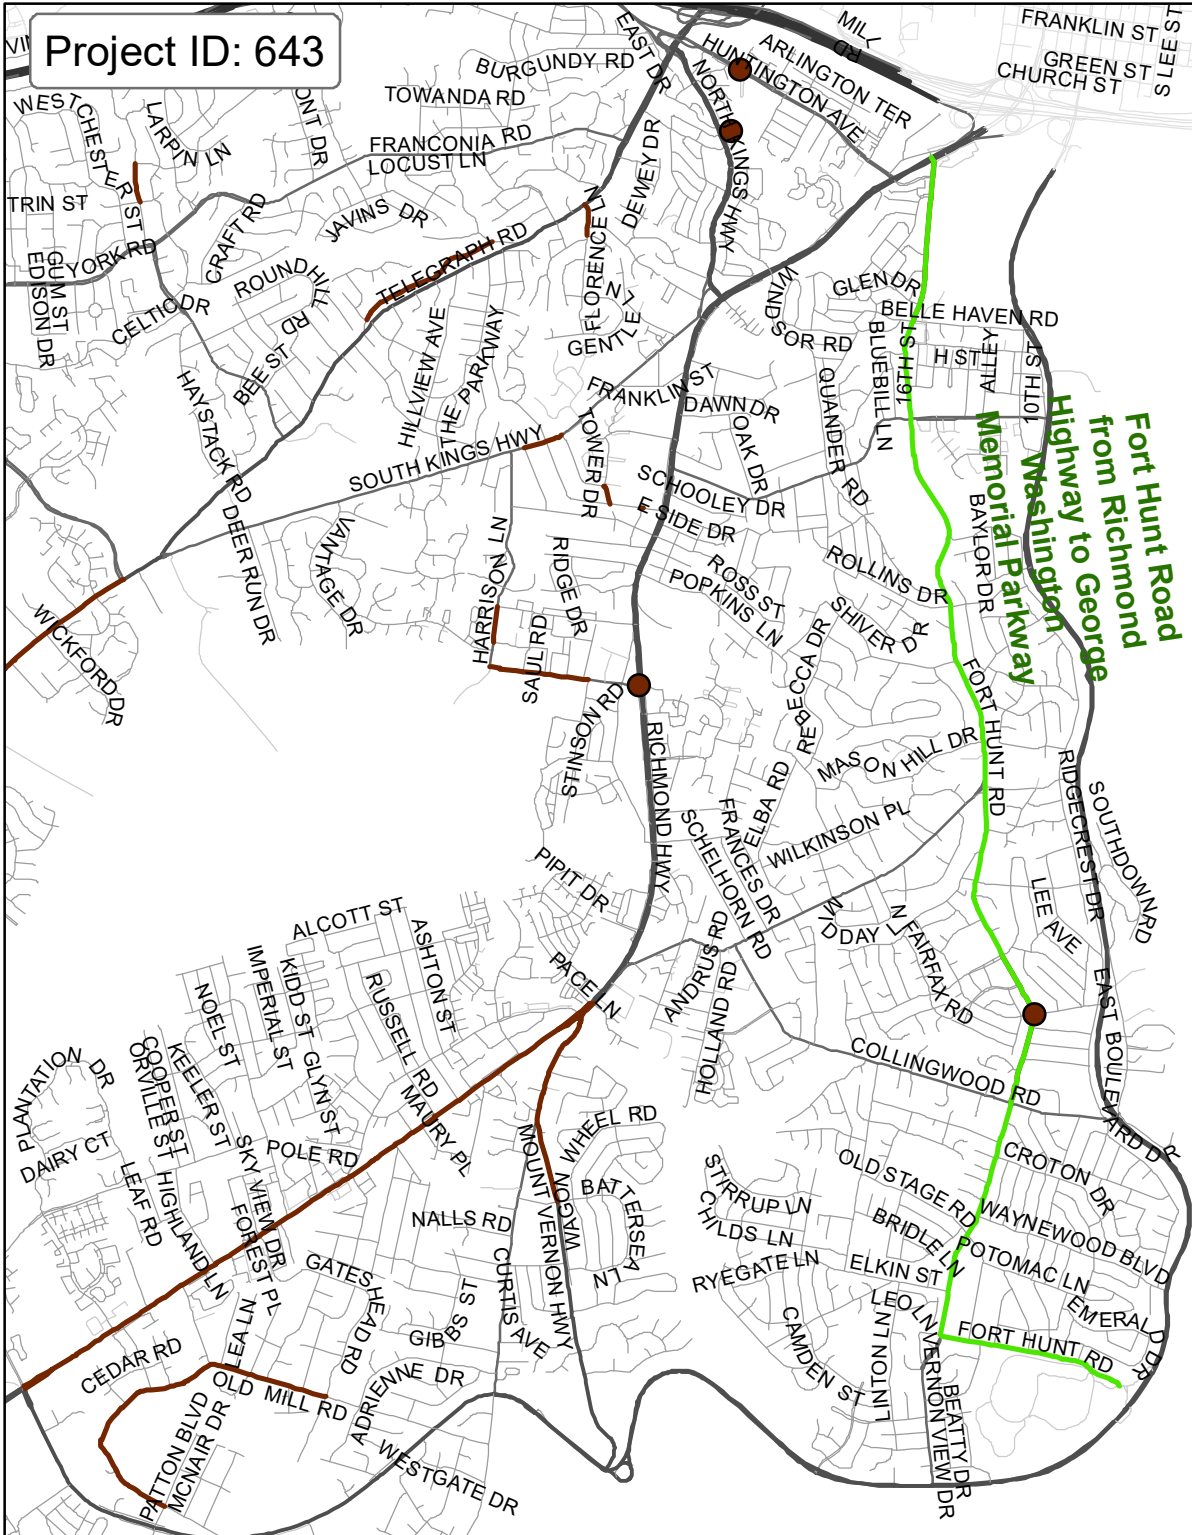 Project ID: 643
FRANKLIN ST
GREEN ST
CHURCH ST
S LEE ST
MILL RD
ARLINGTON TER
HUNTINGTON AVE
EAST DR
NORTH KINGS HWY
BURGUNDY RD
TOWANDA RD
FRANCONIA RD
LOCUST LN
DEWEY DR
WESTCHESTER ST
LARPIN LN
ONT DR
TRIN ST
YORK RD
CRAFT RD
JAVINS DR
ROUNDHILL RD
TELEGRAPH RD
FLORENCE LN
GENTLE LN
EDISON DR
GUM ST
CELTIC DR
BEE ST
HILLVIEW AVE
THE PARKWAY
WINDSOR RD
GLEN DR
BELLE HAVEN RD
16TH ST
H ST
ALLEY
10TH ST
BLUEBILL LN
QUANDER RD
FRANKLIN ST
DAWN DR
OAK DR
HAYSTACK RD
DEER RUN DR
SOUTH KINGS HWY
TOWER DR
SCHOOLEY DR
E SIDE DR
VANTAGE DR
HARRISON LN
RIDGE DR
SAUL RD
ROSS ST
POPKINS LN
ROLLINS DR
SHIVER DR
BAYLOR DR
Fort Hunt Road
from Richmond
Highway to George
Washington
Memorial Parkway
WICKFORD DR
STINSON RD
RICHMOND HWY
REBECCA DR
MASON HILL DR
FORT HUNT RD
ELBA RD
FRANCES DR
SCHELHORN RD
WILKINSON PL
RIDGECREST DR
SOUTHDOWN RD
PIPIT DR
LEE AVE
MIDDAY LN
FAIRFAX RD
ALCOTT ST
ASHTON ST
IMPERIAL ST
KIDD ST
NOEL ST
RUSSELL RD
PACE LN
ANDRUS RD
HOLLAND RD
EAST BOULEVARD DR
COLLINGWOOD RD
PLANTATION DR
ORVILLE ST
COOPER ST
KEELER ST
GLYN ST
MAURY PL
DAIRY CT
POLE RD
SKY VIEW DR
LEAF RD
HIGHLAND LN
FOREST PL
MOUNT VERNON HWY
WHEEL RD
WAGON
BATTERSEA LN
NALLS RD
STIRRUP LN
CHILDS LN
OLD STAGE RD
CROTON DR
BRIDLE LN
WAYNEWOOD BLVD
POTOMAC LN
RYEGATE LN
ELKIN ST
GATESHEAD RD
CURTIS AVE
GIBBS ST
LEA LN
CEDAR RD
LEO LN
EMERALD DR
FORT HUNT RD
CAMDEN ST
LINTON LN
VERNON VIEW DR
BEATTY DR
OLD MILL RD
ADRIENNE DR
PATTON BLVD
MCNAIR DR
WESTGATE DR